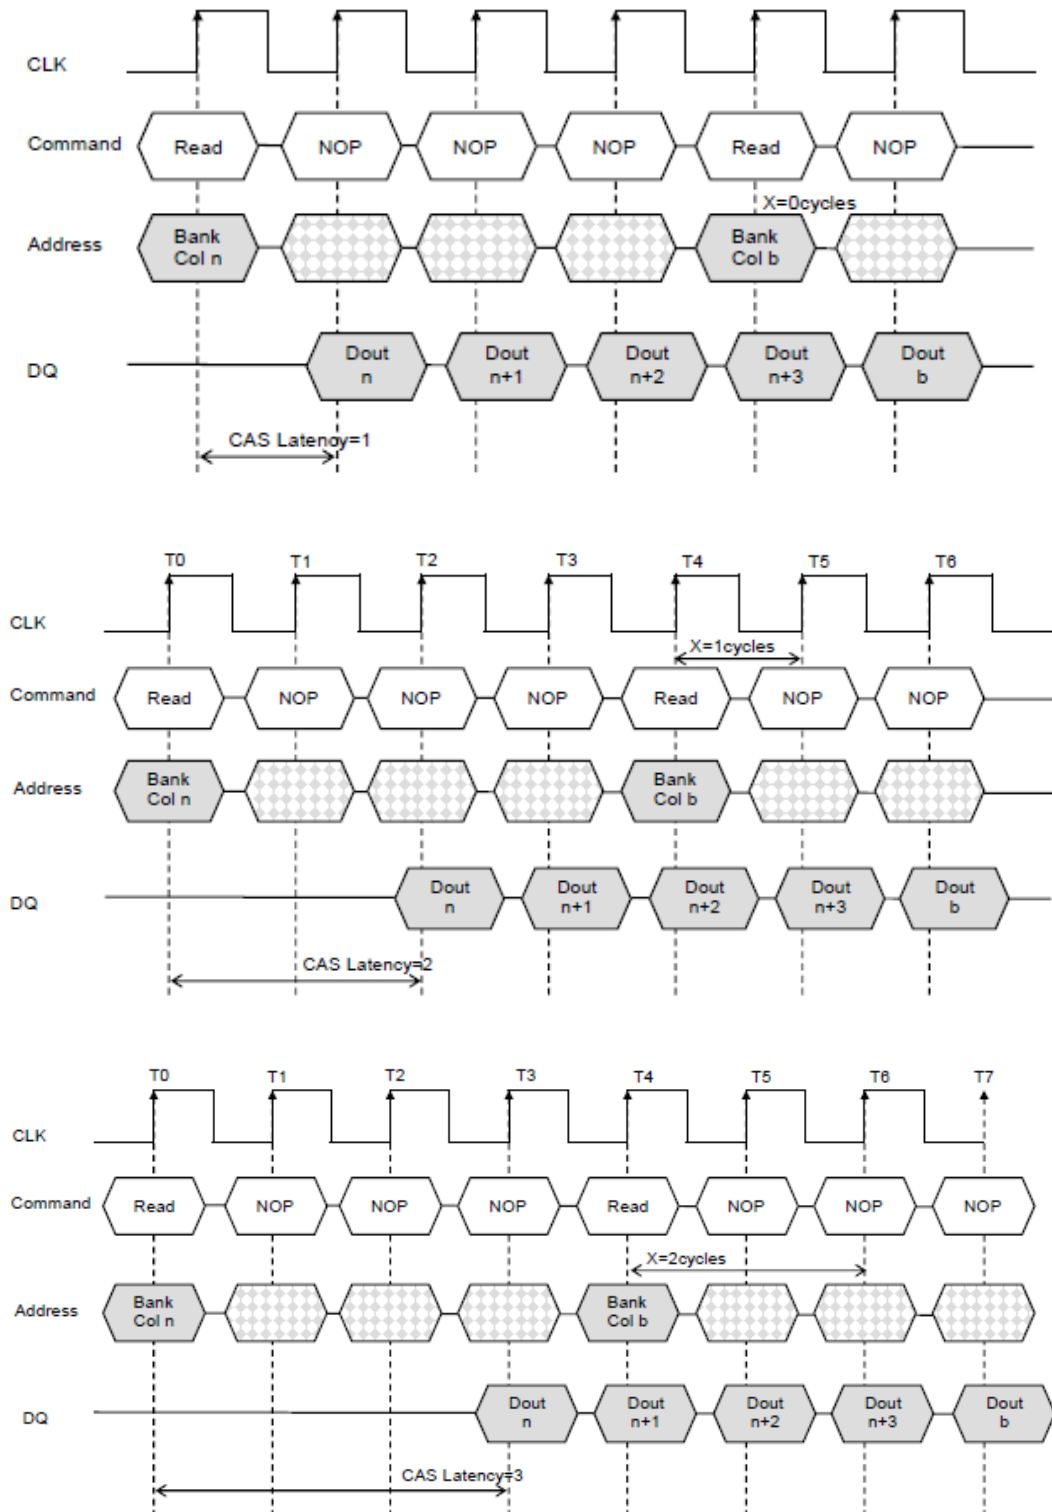 CLK
Command Read NOP NOP NOP Read NOP
X=0cycles
Address Bank Col n Bank Col b
DQ Dout n Dout n+1 Dout n+2 Dout n+3 Dout b
CAS Latency=1
T0 T1 T2 T3 T4 T5 T6
CLK
X=1cycles
Command Read NOP NOP NOP Read NOP NOP
Address Bank Col n Bank Col b
DQ Dout n Dout n+1 Dout n+2 Dout n+3 Dout b
CAS Latency=2
T0 T1 T2 T3 T4 T5 T6 T7
CLK
Command Read NOP NOP NOP Read NOP NOP NOP
X=2cycles
Address Bank Col n Bank Col b
DQ Dout n Dout n+1 Dout n+2 Dout n+3 Dout b
CAS Latency=3